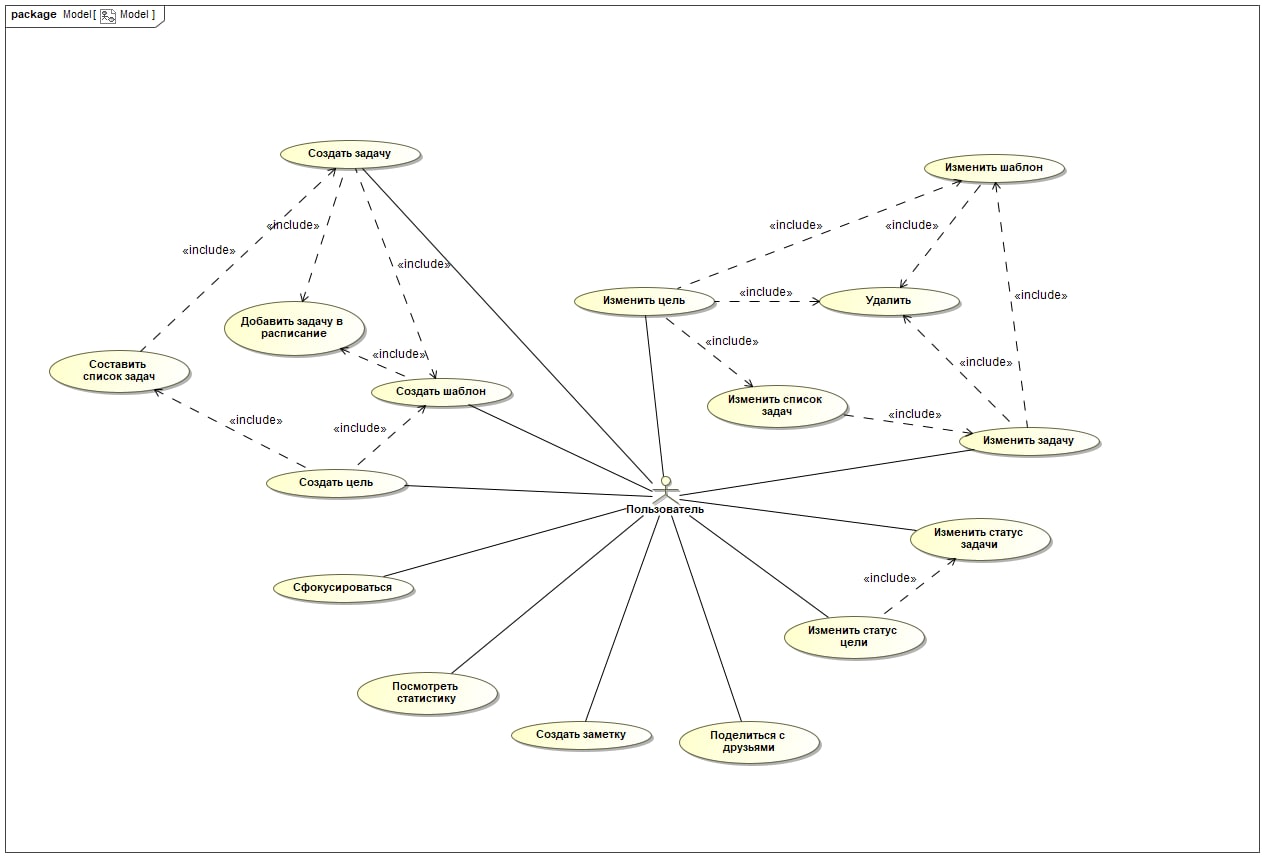 package Model[ Model ]
Создать задачу
Изменить шаблон
«include»
«include»
«include»
«include»
«include»
«include»
«include»
«include»
Изменить цель
Удалить
Добавить задачу в
расписание
«include»
«include»
«include»
Составить
список задач
Создать шаблон
Изменить список
задач
«include»
«include»
«include»
Изменить задачу
Создать цель
Пользователь
Изменить статус
задачи
«include»
Сфокусироваться
Изменить статус
цели
Посмотреть
статистику
Создать заметку
Поделиться с
друзьями